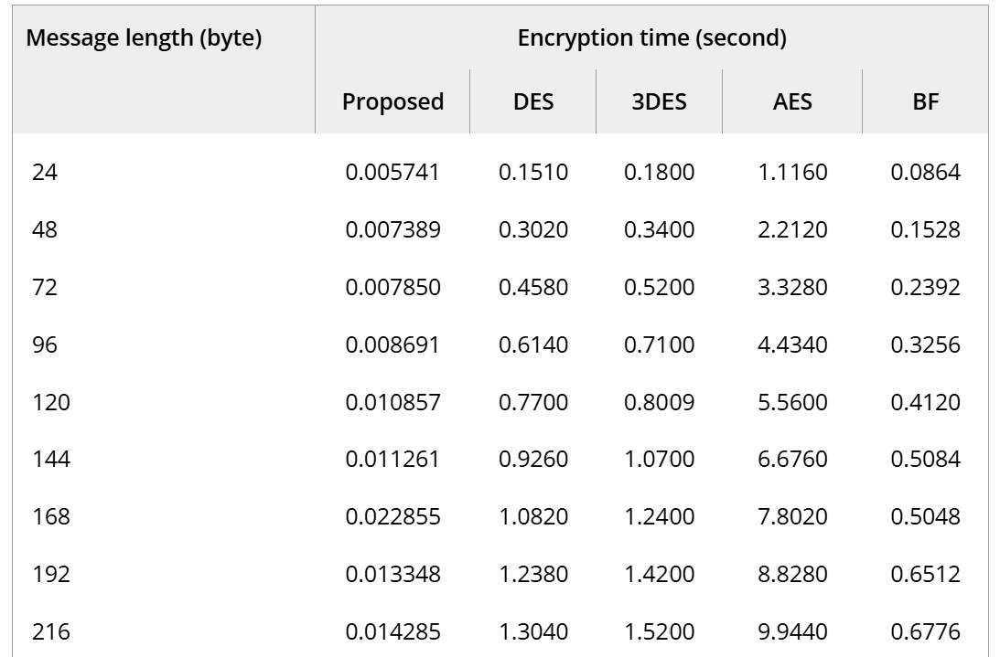 Message length (byte) Encryption time (second)
Proposed DES 3DES AES BF
24 0.005741 0.1510 0.1800 1.1160 0.0864
48 0.007389 0.3020 0.3400 2.2120 0.1528
72 0.007850 0.4580 0.5200 3.3280 0.2392
96 0.008691 0.6140 0.7100 4.4340 0.3256
120 0.010857 0.7700 0.8009 5.5600 0.4120
144 0.011261 0.9260 1.0700 6.6760 0.5084
168 0.022855 1.0820 1.2400 7.8020 0.5048
192 0.013348 1.2380 1.4200 8.8280 0.6512
216 0.014285 1.3040 1.5200 9.9440 0.6776